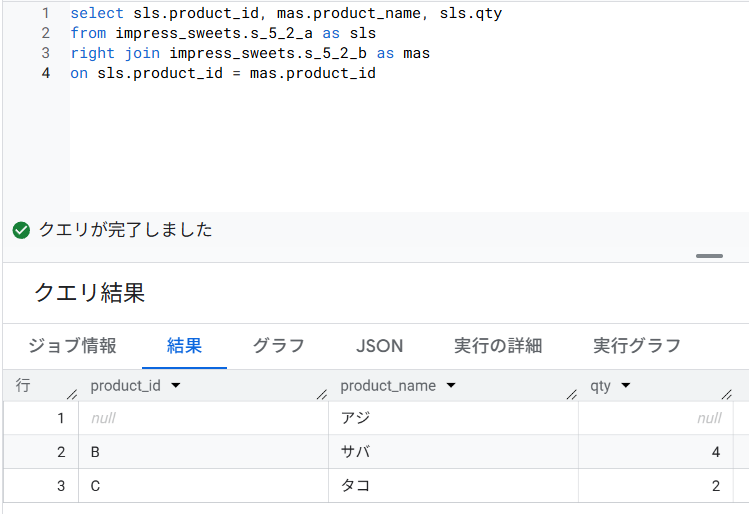 1 select sls.product_id, mas.product_name, sls.qty
2 from impress_sweets.s_5_2_a as sls
3 right join impress_sweets.s_5_2_b as mas
4 on sls.product_id = mas.product_id
クエリが完了しました
クエリ結果
ジョブ情報 結果 グラフ JSON 実行の詳細 実行グラフ
行 product_id product_name qty
1 null アジ null
2 B サバ 4
3 C タコ 2